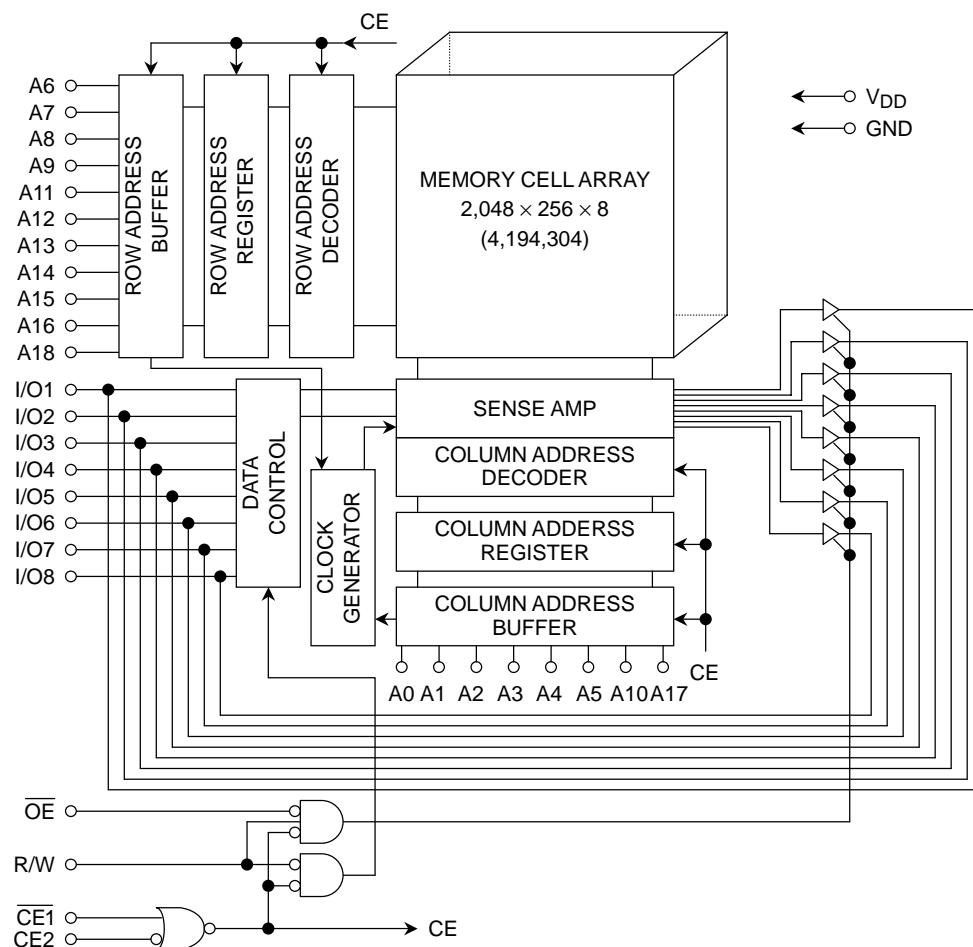 CE
A6
A7
A8
A9
A11
A12
A13
A14
A15
A16
A18
ROW ADDRESS
BUFFER
ROW ADDRESS
REGISTER
ROW ADDRESS
DECODER
MEMORY CELL ARRAY
2,048 × 256 × 8
(4,194,304)
VDD
GND
I/O1
I/O2
I/O3
I/O4
I/O5
I/O6
I/O7
I/O8
DATA
CONTROL
CLOCK
GENERATOR
SENSE AMP
COLUMN ADDRESS
DECODER
COLUMN ADDERSS
REGISTER
COLUMN ADDRESS
BUFFER
A0 A1 A2 A3 A4 A5 A10 A17
CE
OE
R/W
CE1
CE2
CE